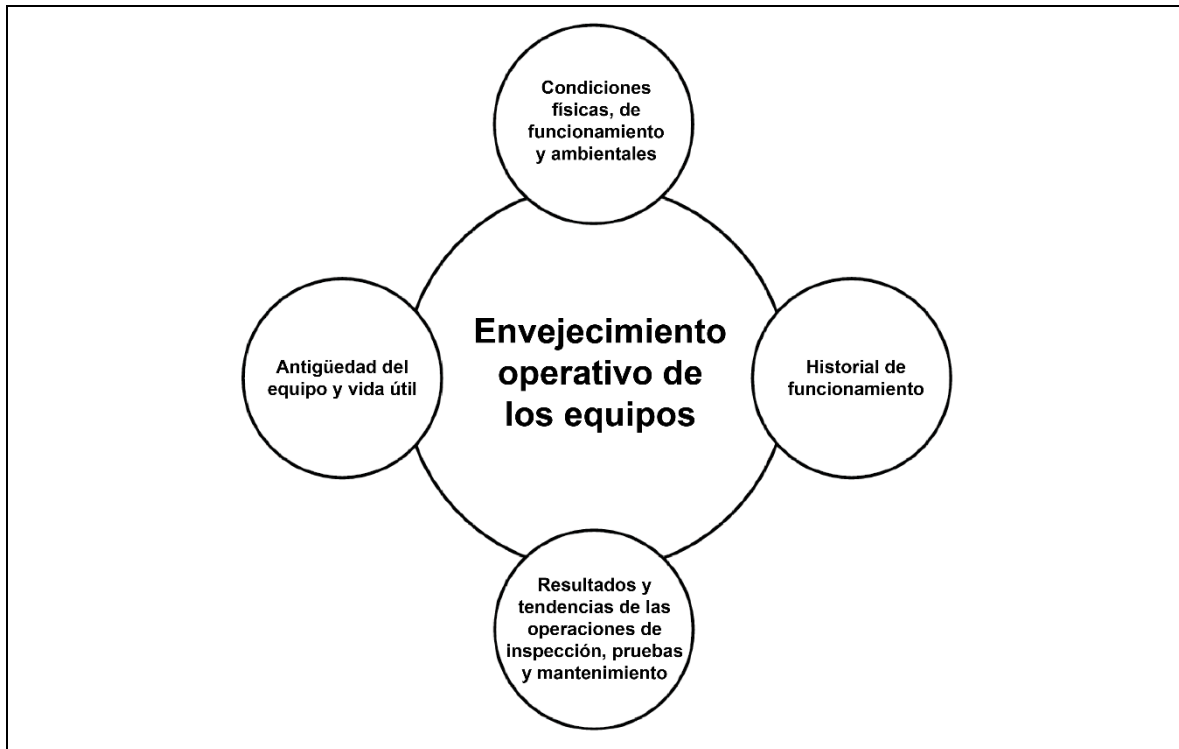 Condiciones
físicas, de
funcionamiento
y ambientales
Envejecimiento
operativo de
los equipos
Antigüedad del
equipo y vida útil
Historial de
funcionamiento
Resultados y
tendencias de las
operaciones de
inspección, pruebas
y mantenimiento